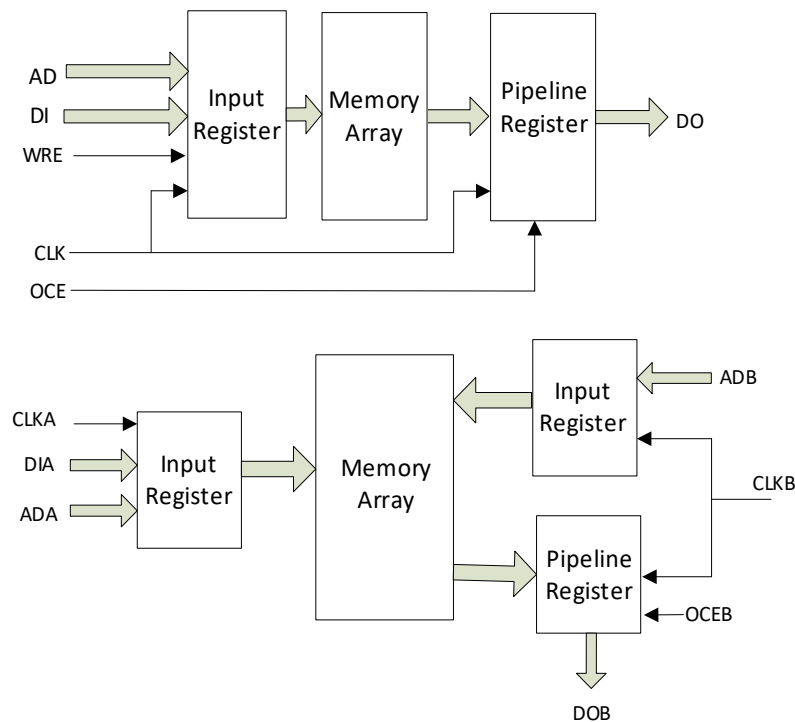 AD
DI
WRE
CLK
OCE
Input
Register
Memory
Array
Pipeline
Register
DO
CLKA
DIA
ADA
Input
Register
Memory
Array
Input
Register
ADB
CLKB
Pipeline
Register
OCEB
DOB